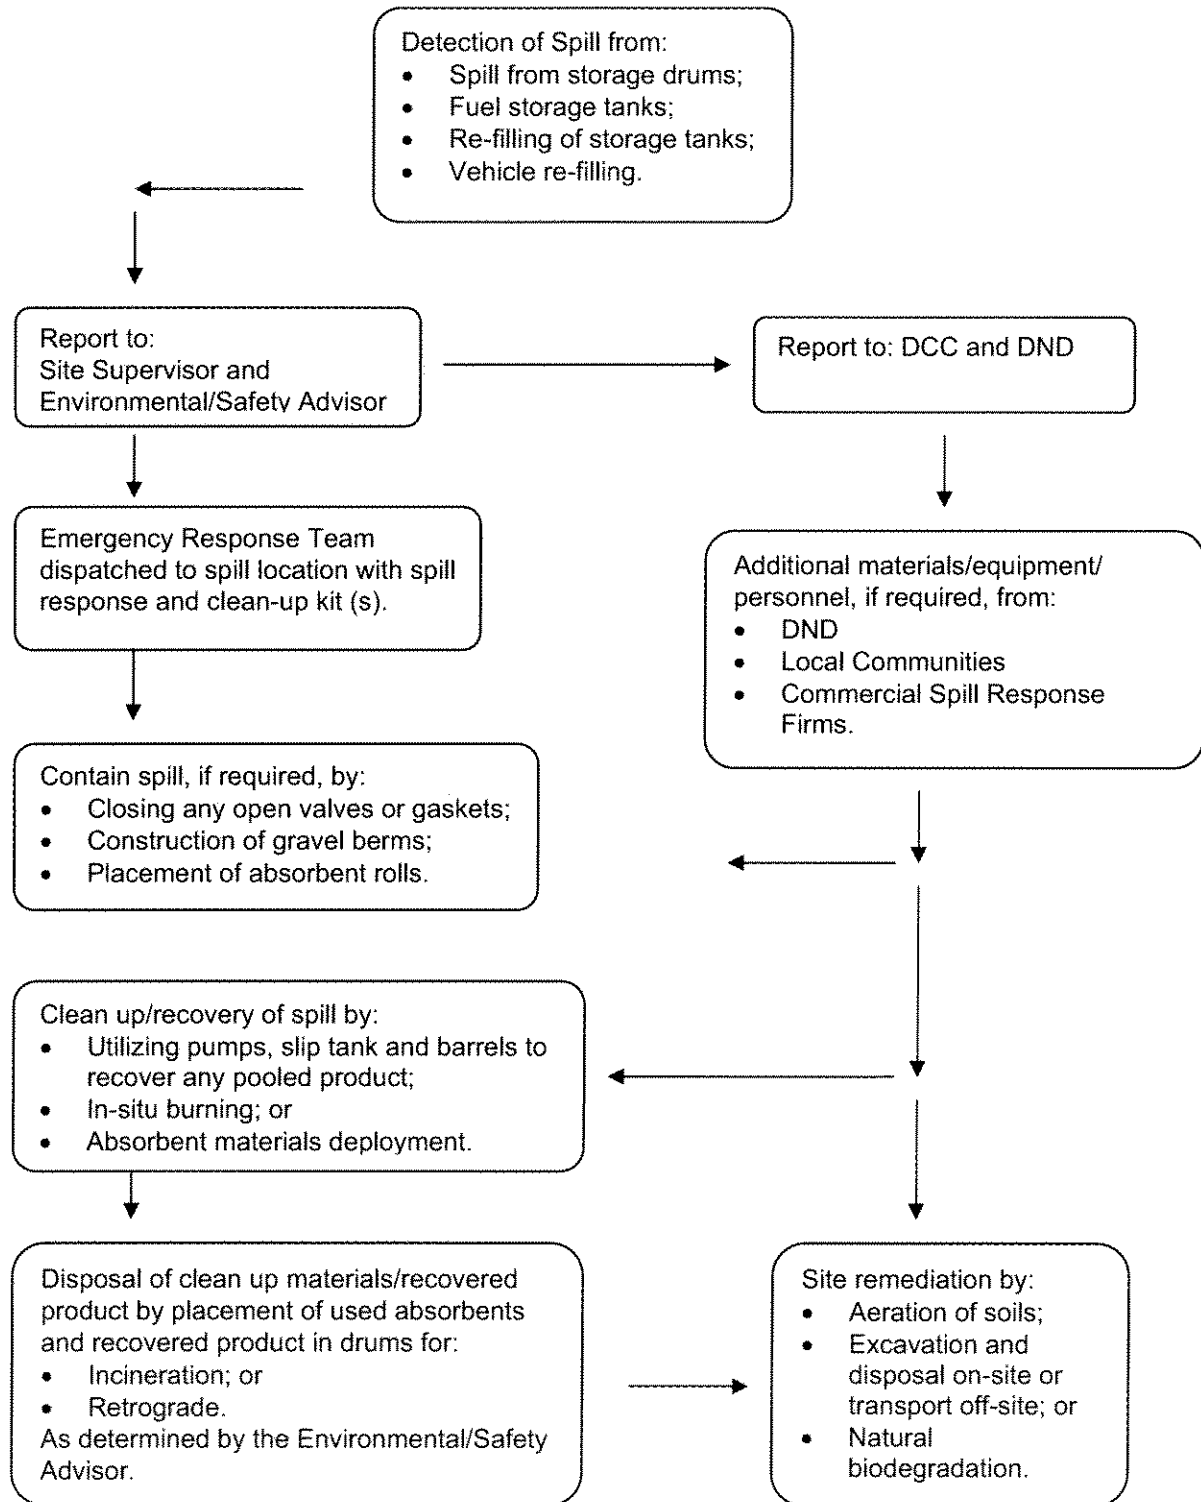 Detection of Spill from:
• Spill from storage drums;
• Fuel storage tanks;
• Re-filling of storage tanks;
• Vehicle re-filling.
Report to:
Site Supervisor and
Environmental/Safety Advisor
Report to: DCC and DND
Emergency Response Team
dispatched to spill location with spill
response and clean-up kit (s).
Additional materials/equipment/
personnel, if required, from:
• DND
• Local Communities
• Commercial Spill Response
Firms.
Contain spill, if required, by:
• Closing any open valves or gaskets;
• Construction of gravel berms;
• Placement of absorbent rolls.
Clean up/recovery of spill by:
• Utilizing pumps, slip tank and barrels to
recover any pooled product;
• In-situ burning; or
• Absorbent materials deployment.
Disposal of clean up materials/recovered
product by placement of used absorbents
and recovered product in drums for:
• Incineration; or
• Retrograde.
As determined by the Environmental/Safety
Advisor.
Site remediation by:
• Aeration of soils;
• Excavation and
disposal on-site or
transport off-site; or
• Natural
biodegradation.